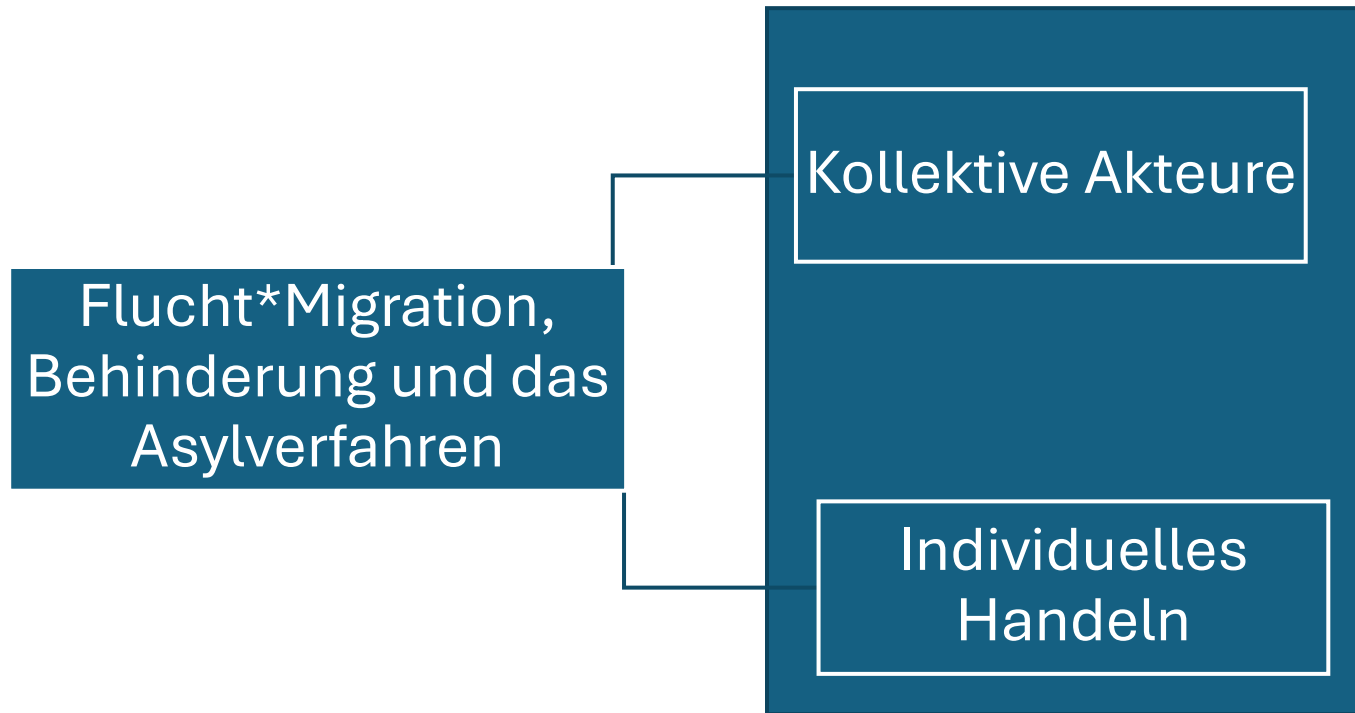 Kollektive Akteure
Flucht*Migration,
Behinderung und das
Asylverfahren
Individuelles
Handeln